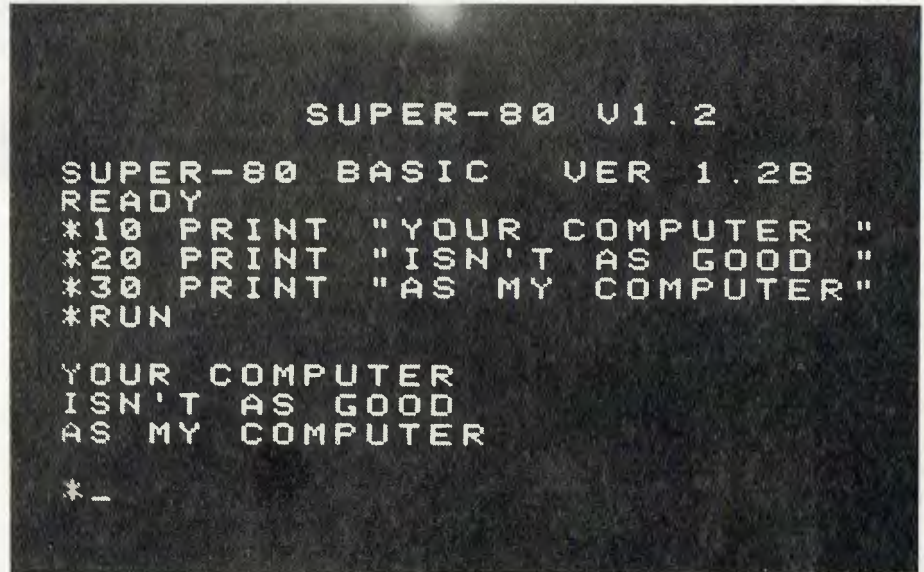 SUPER-80 V1.2
SUPER-80 BASIC VER 1.2B
READY
*10 PRINT "YOUR COMPUTER "
*20 PRINT "ISN'T AS GOOD "
*30 PRINT "AS MY COMPUTER"
*RUN
YOUR COMPUTER
ISN'T AS GOOD
AS MY COMPUTER
*_